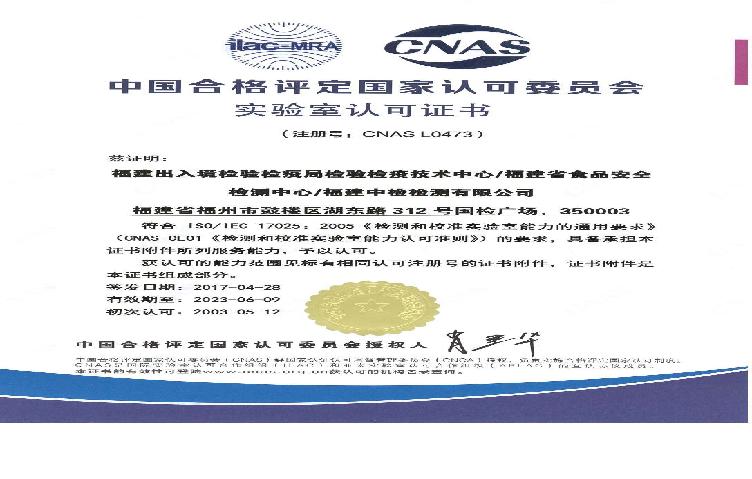 ilac-MRA
CNAS
中国合格评定国家认可委员会
实验室认可证书
（注册号：CNAS L0473）
兹证明：
福建出入境检验检疫局检验检疫技术中心/福建省食品安全
检测中心/福建中检检测有限公司
福建省福州市鼓楼区湖东路 312 号国检广场，350003
符合 ISO/IEC 17025：2005《检测和校准实验室能力的通用要求》
（CNAS-CL01《检测和校准实验室能力认可准则》）的要求，具备承担本
证书附件所列服务能力，予以认可。
获认可的能力范围见标有相同认可注册号的证书附件，证书附件是
本证书组成部分。
签发日期：2017-04-28
有效期至：2023-06-09
初次认可：2003-05-12
中国合格评定国家认可委员会授权人